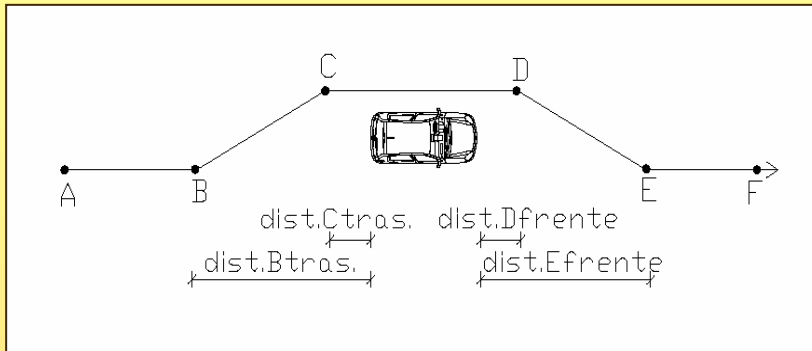 C
D
A
B
E
F
dist.Ctras.
dist.Dfrente
dist.Btras.
dist.Efrente